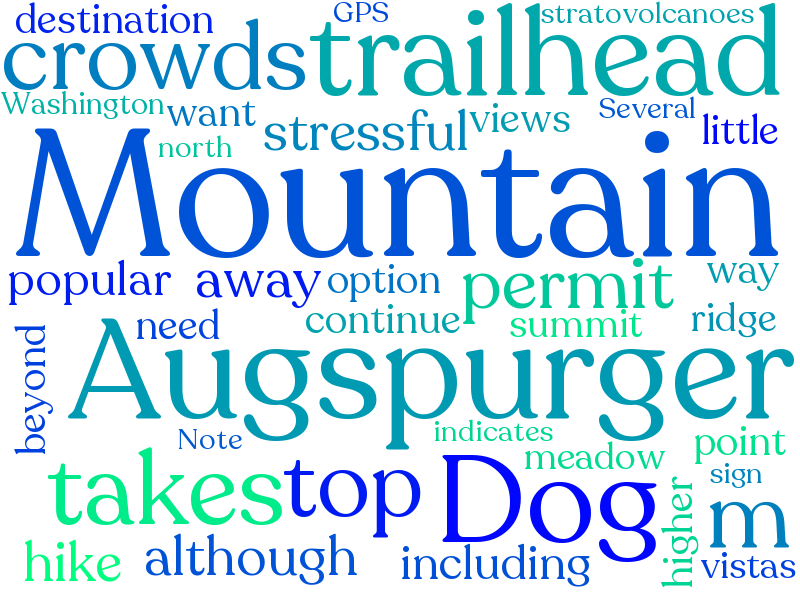 destination GPS stratovolcanoes
crowds trailhead
Washington want stressful views Several little
north
Mountain
popular away option permit way
need continue summit ridge
beyond Augspurger
Note indicates meadow point
takes top Dog sign
higher m
hike although including vistas